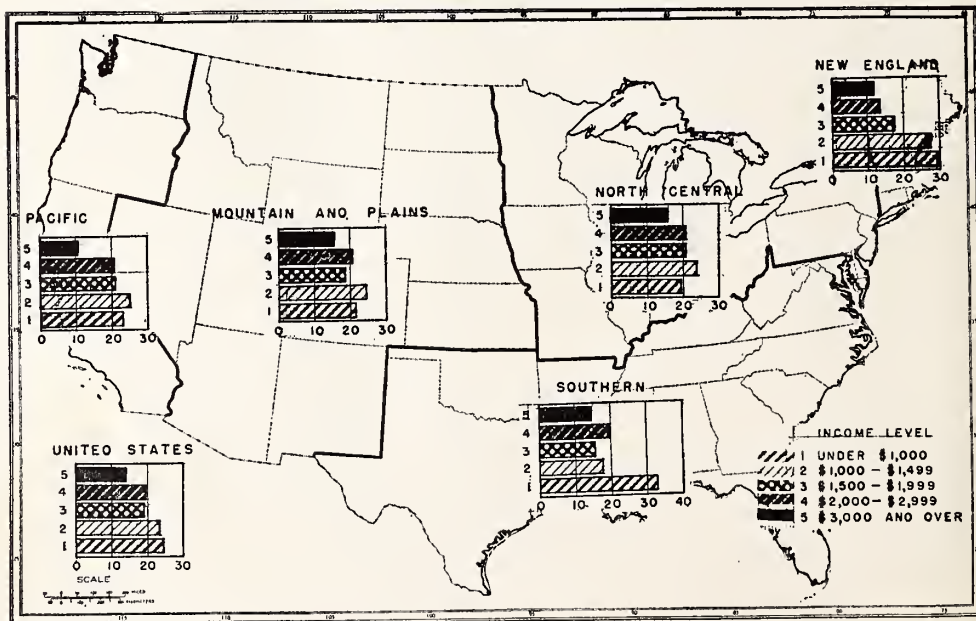 NEW ENGLAND
5
4
3
2
1
0 10 20 30
NORTH CENTRAL
5
4
3
2
1
0 10 20 30
PACIFIC
5
4
3
2
1
0 10 20 30
MOUNTAIN AND PLAINS
5
4
3
2
1
0 10 20 30
SOUTHERN
5
4
3
2
1
0 10 20 30 40
UNITED STATES
5
4
3
2
1
0 10 20 30
SCALE
INCOME LEVEL
1 UNDER $1,000
2 $1,000 - $1,499
3 $1,500 - $1,999
4 $2,000 - $2,999
5 $3,000 AND OVER